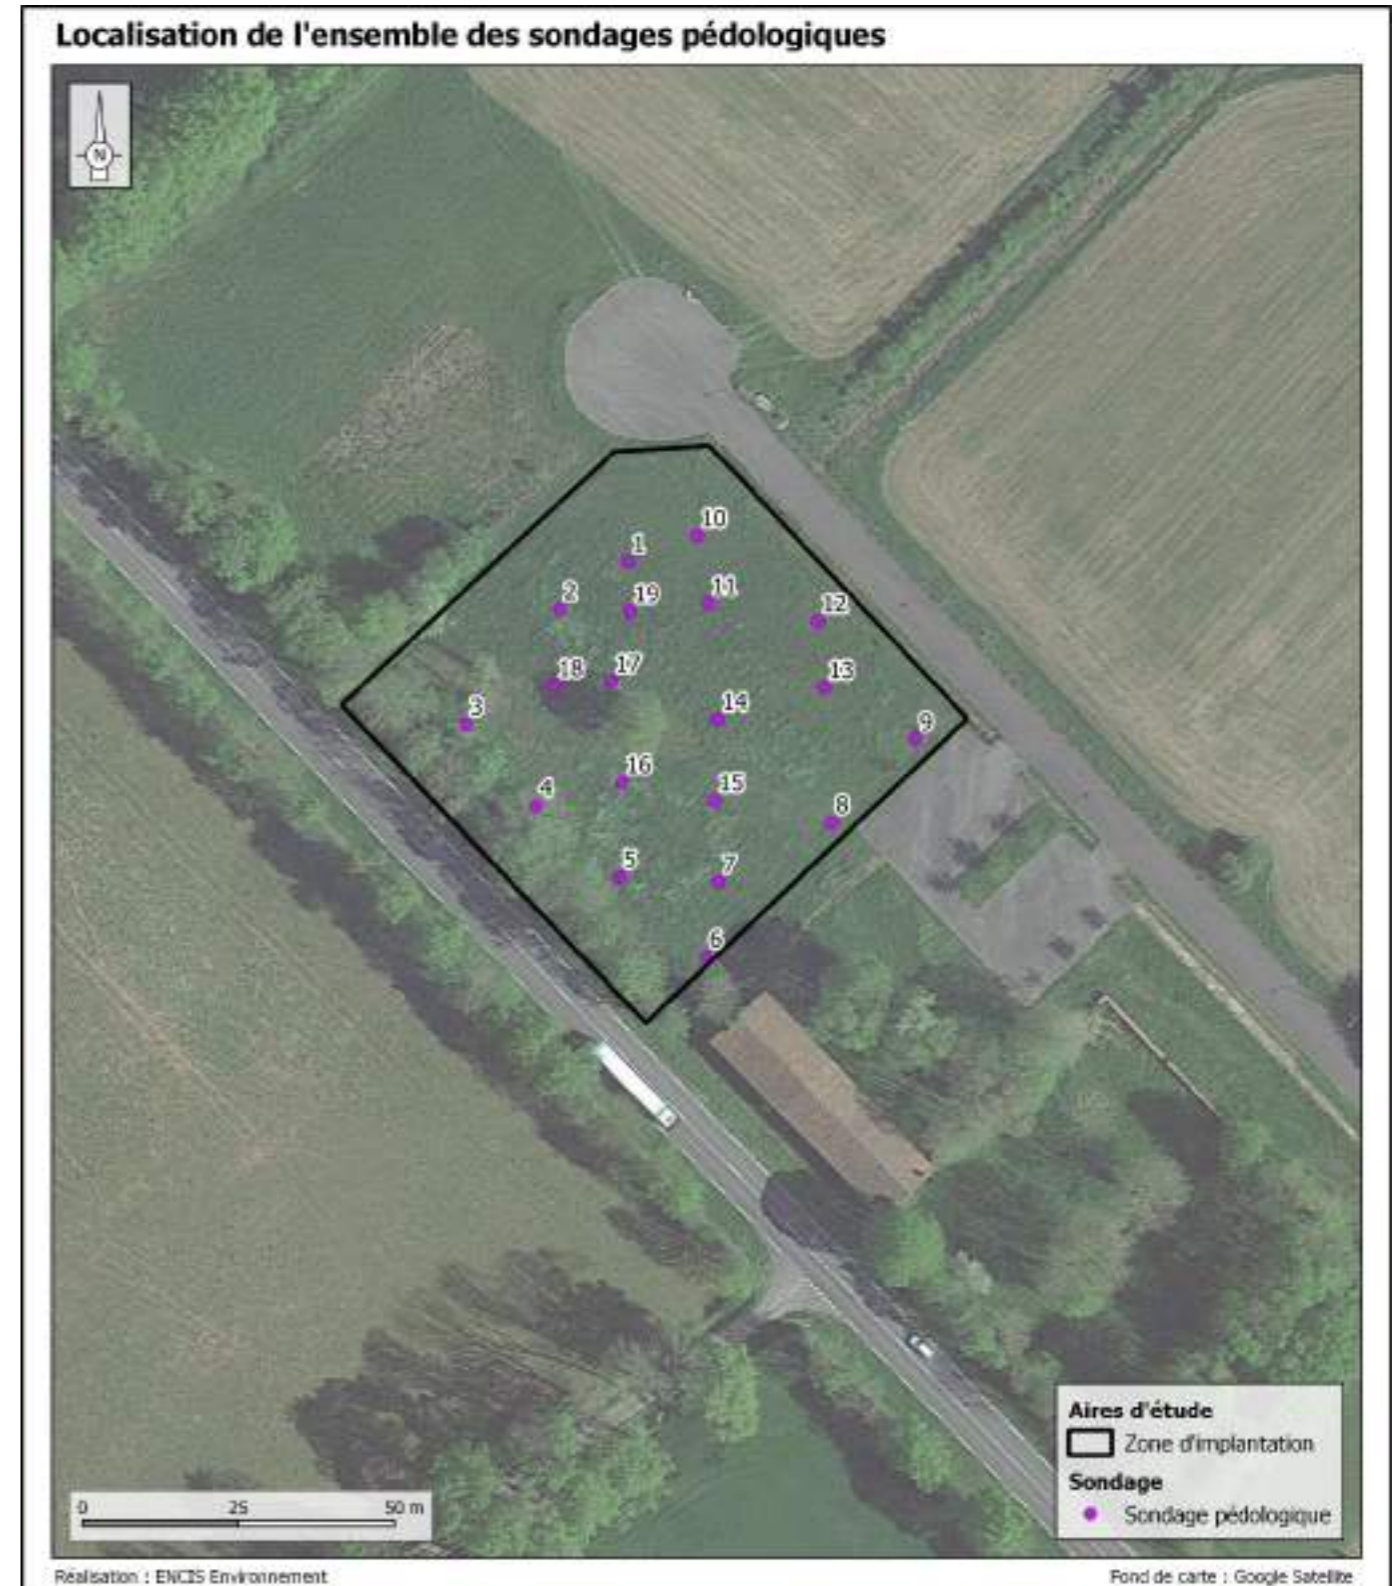 Localisation de l'ensemble des sondages pédologiques
N
10
1
11
2
19
12
18
17
13
3
14
9
16
15
4
8
5
7
6
Aires d'étude
Zone d'implantation
Sondage
Sondage pédologique
0 25 50 m
Réalisation : ENCIS Environnement
Fond de carte : Google Satellite